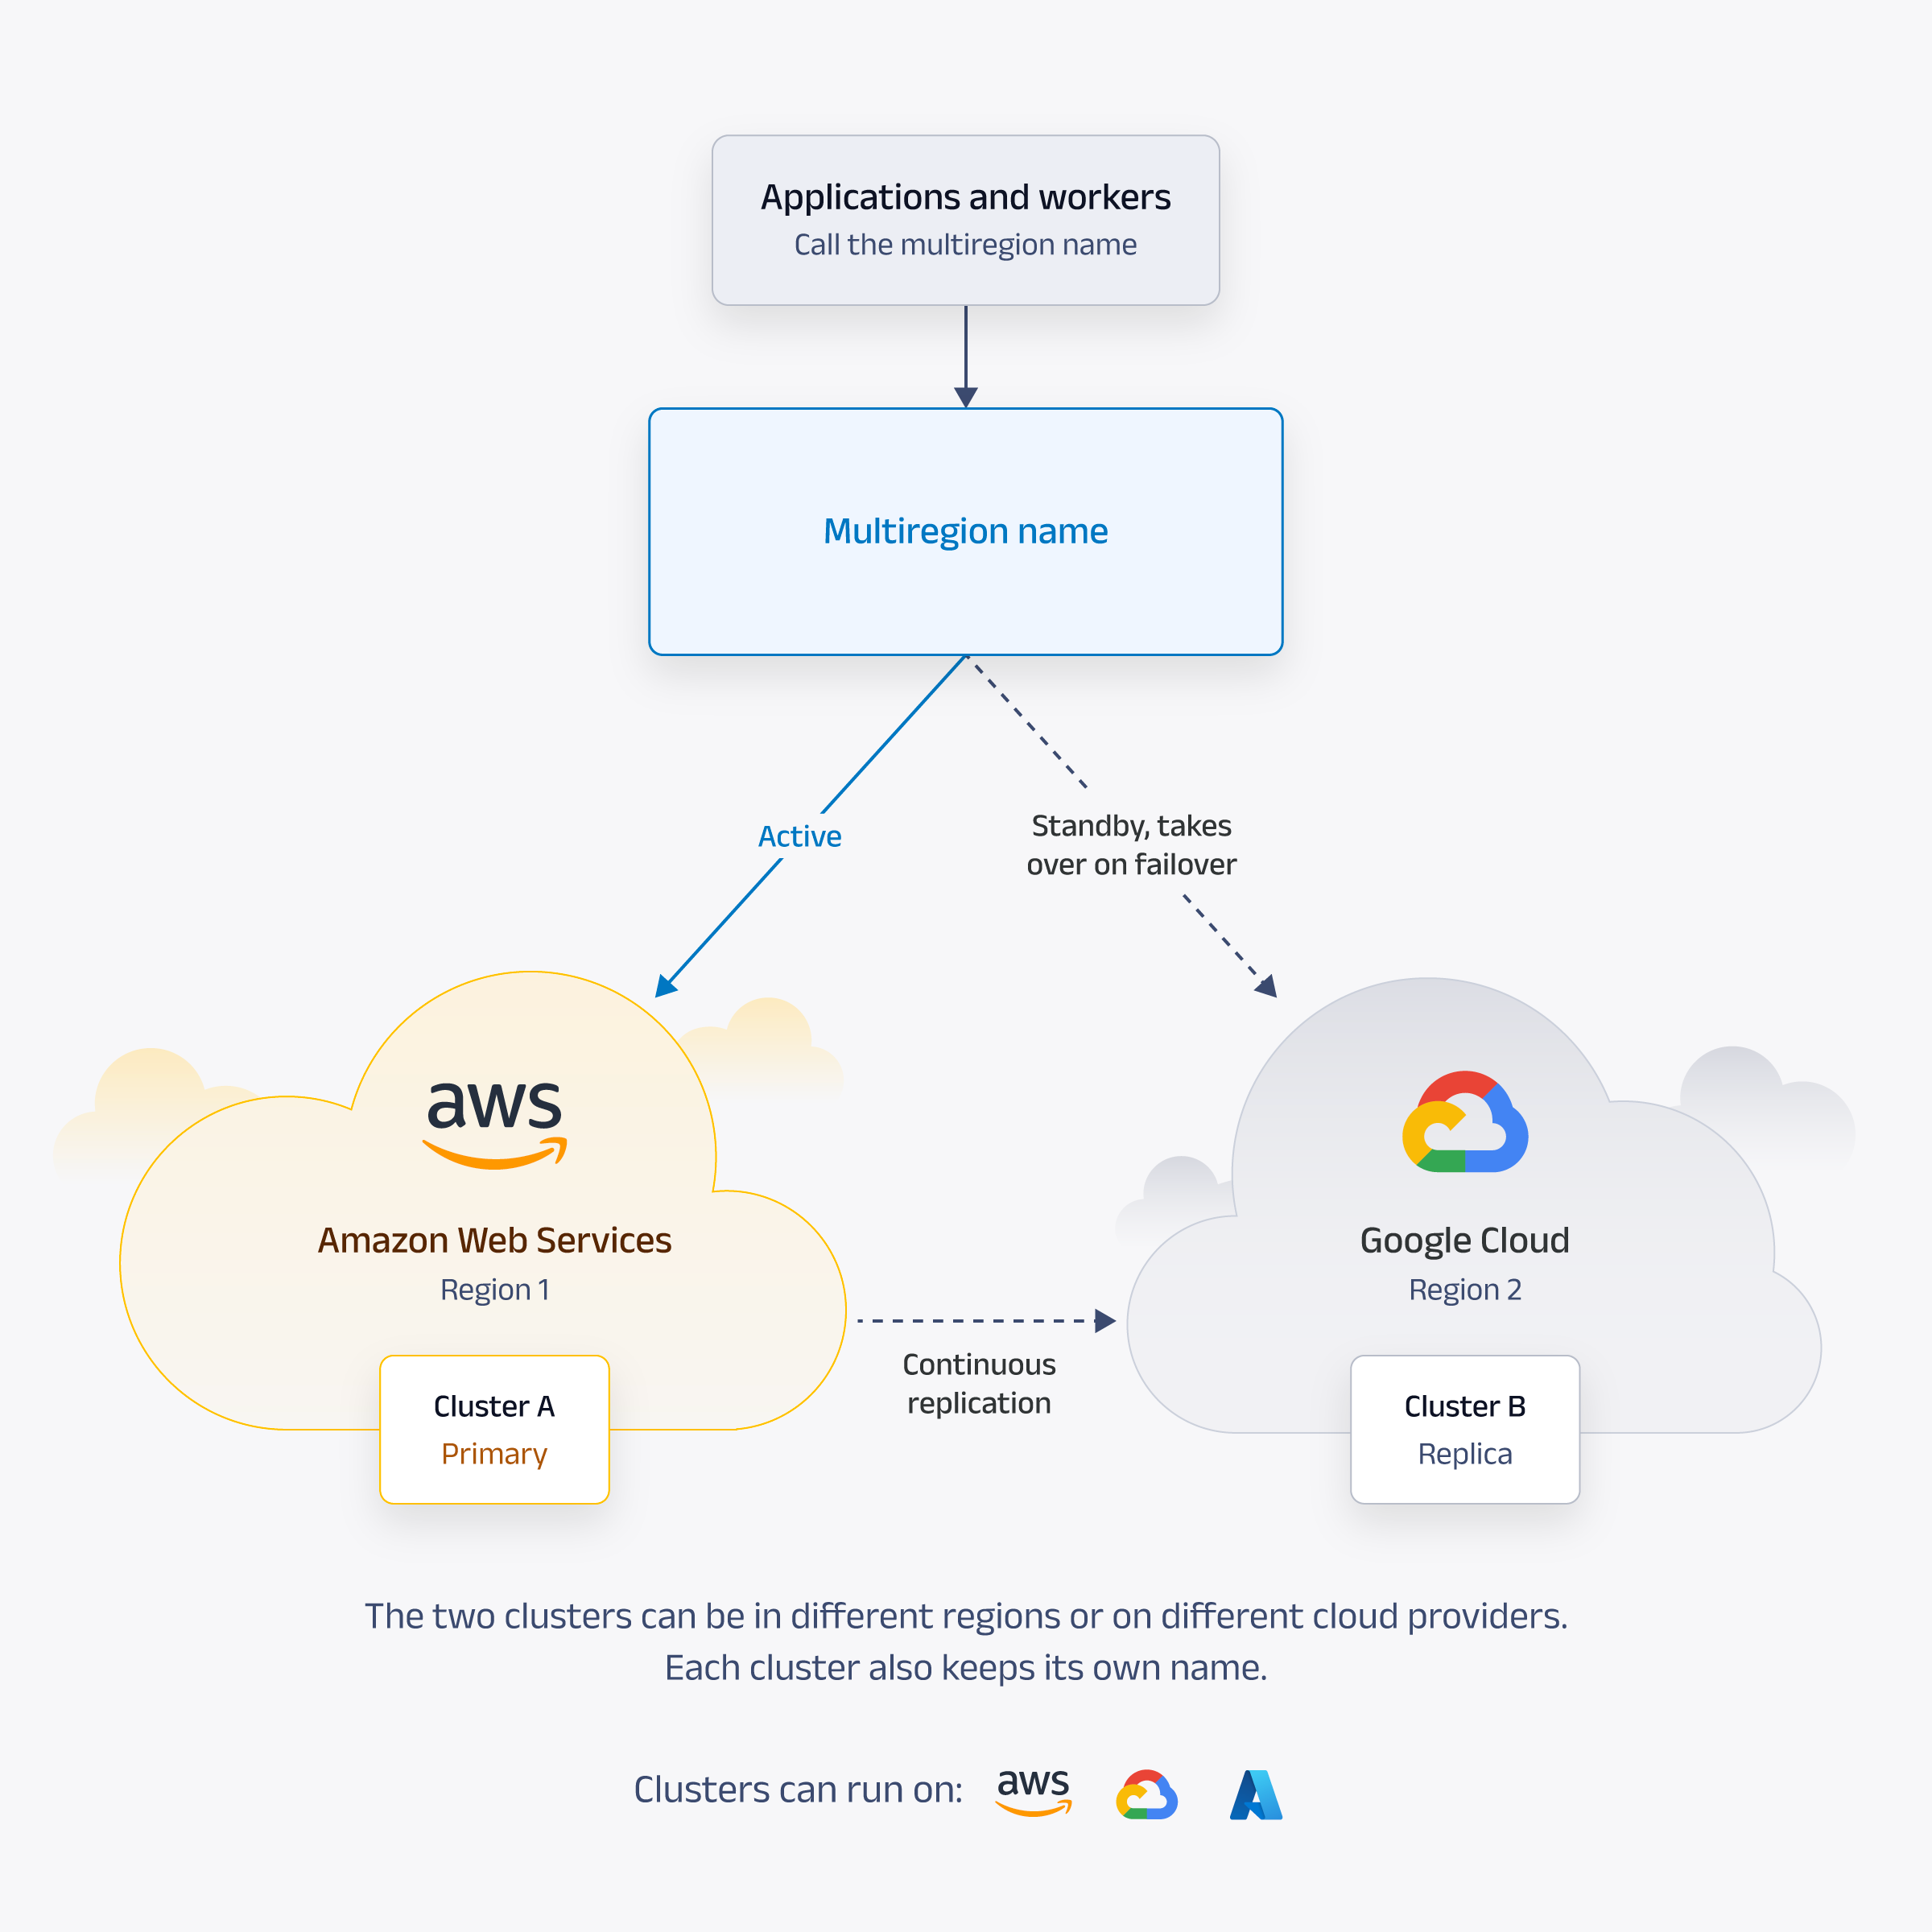 Applications and workers
Call the multiregion name
Multiregion name
Active
Standby, takes
over on failover
aws
Amazon Web Services
Region 1
Google Cloud
Region 2
Continuous
replication
Cluster A
Primary
Cluster B
Replica
The two clusters can be in different regions or on different cloud providers.
Each cluster also keeps its own name.
Clusters can run on: aws